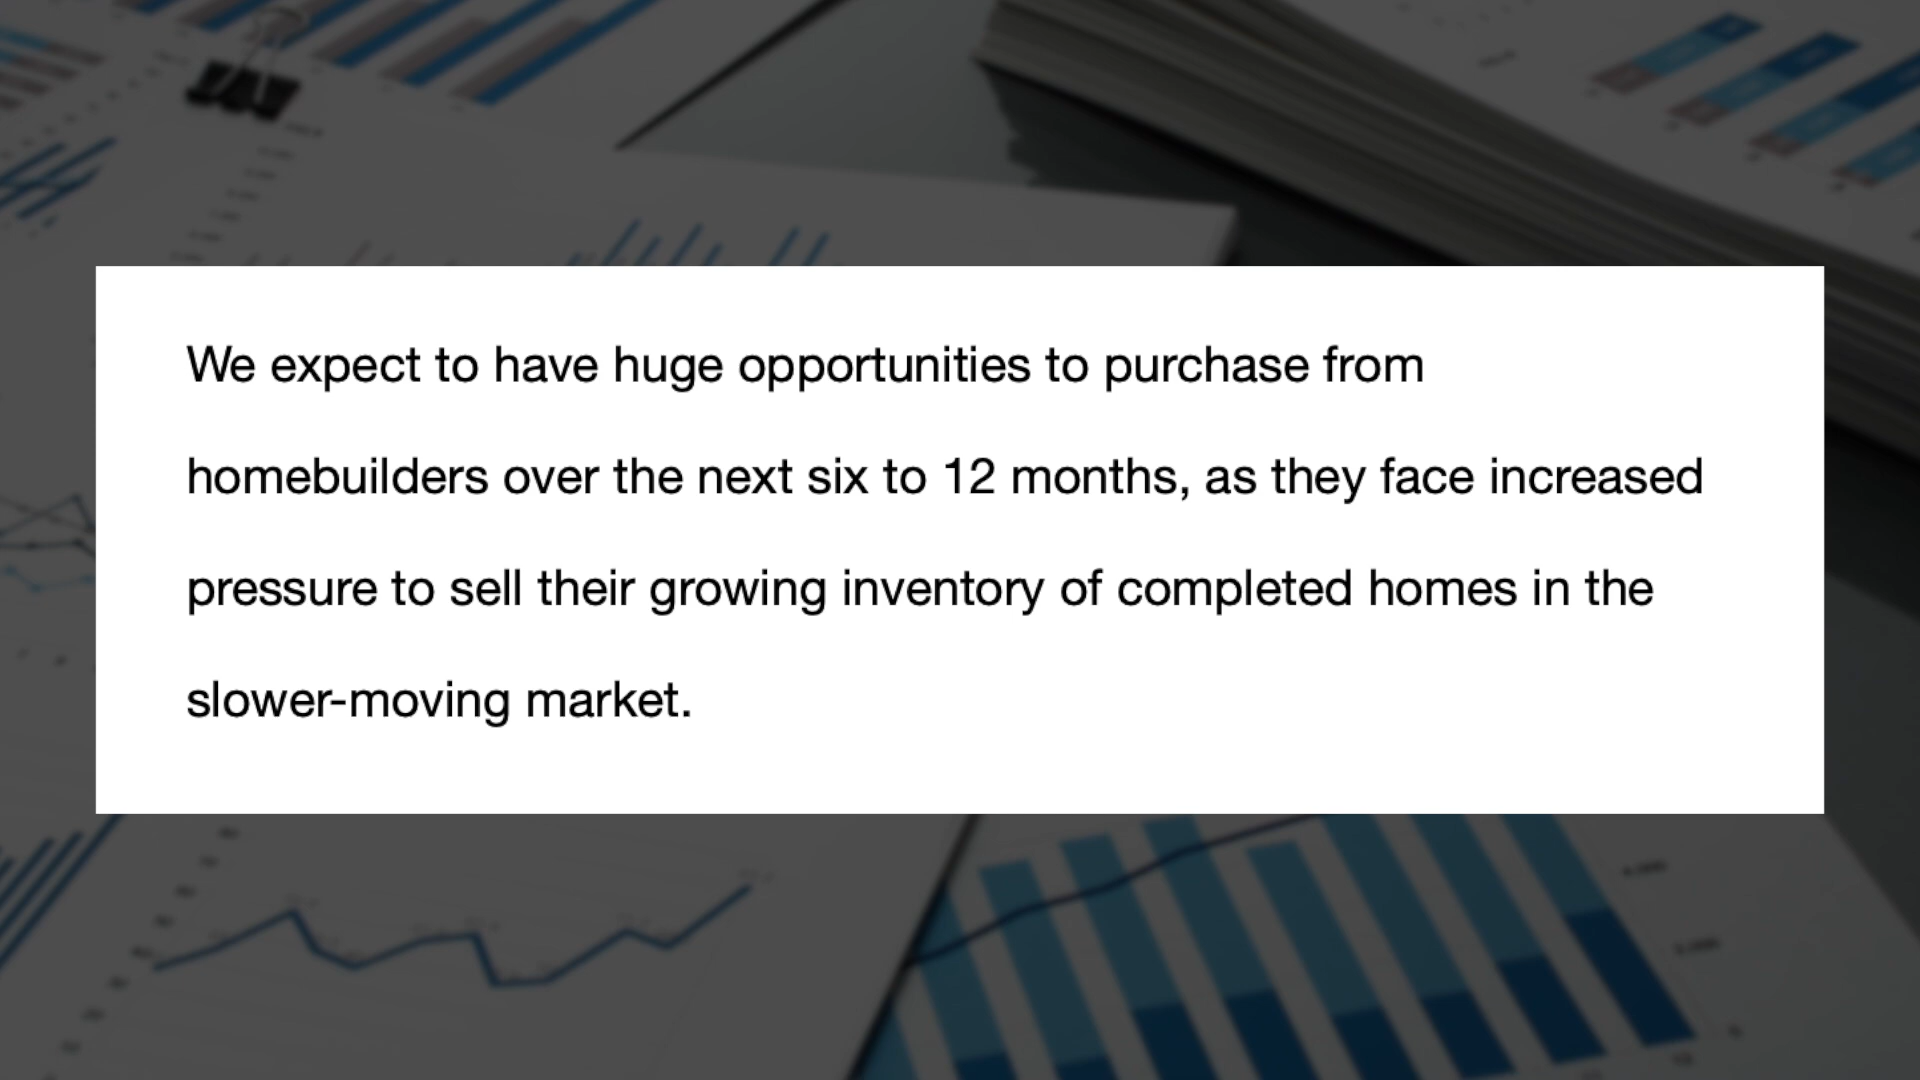 We expect to have huge opportunities to purchase from
homebuilders over the next six to 12 months, as they face increased
pressure to sell their growing inventory of completed homes in the
slower-moving market.